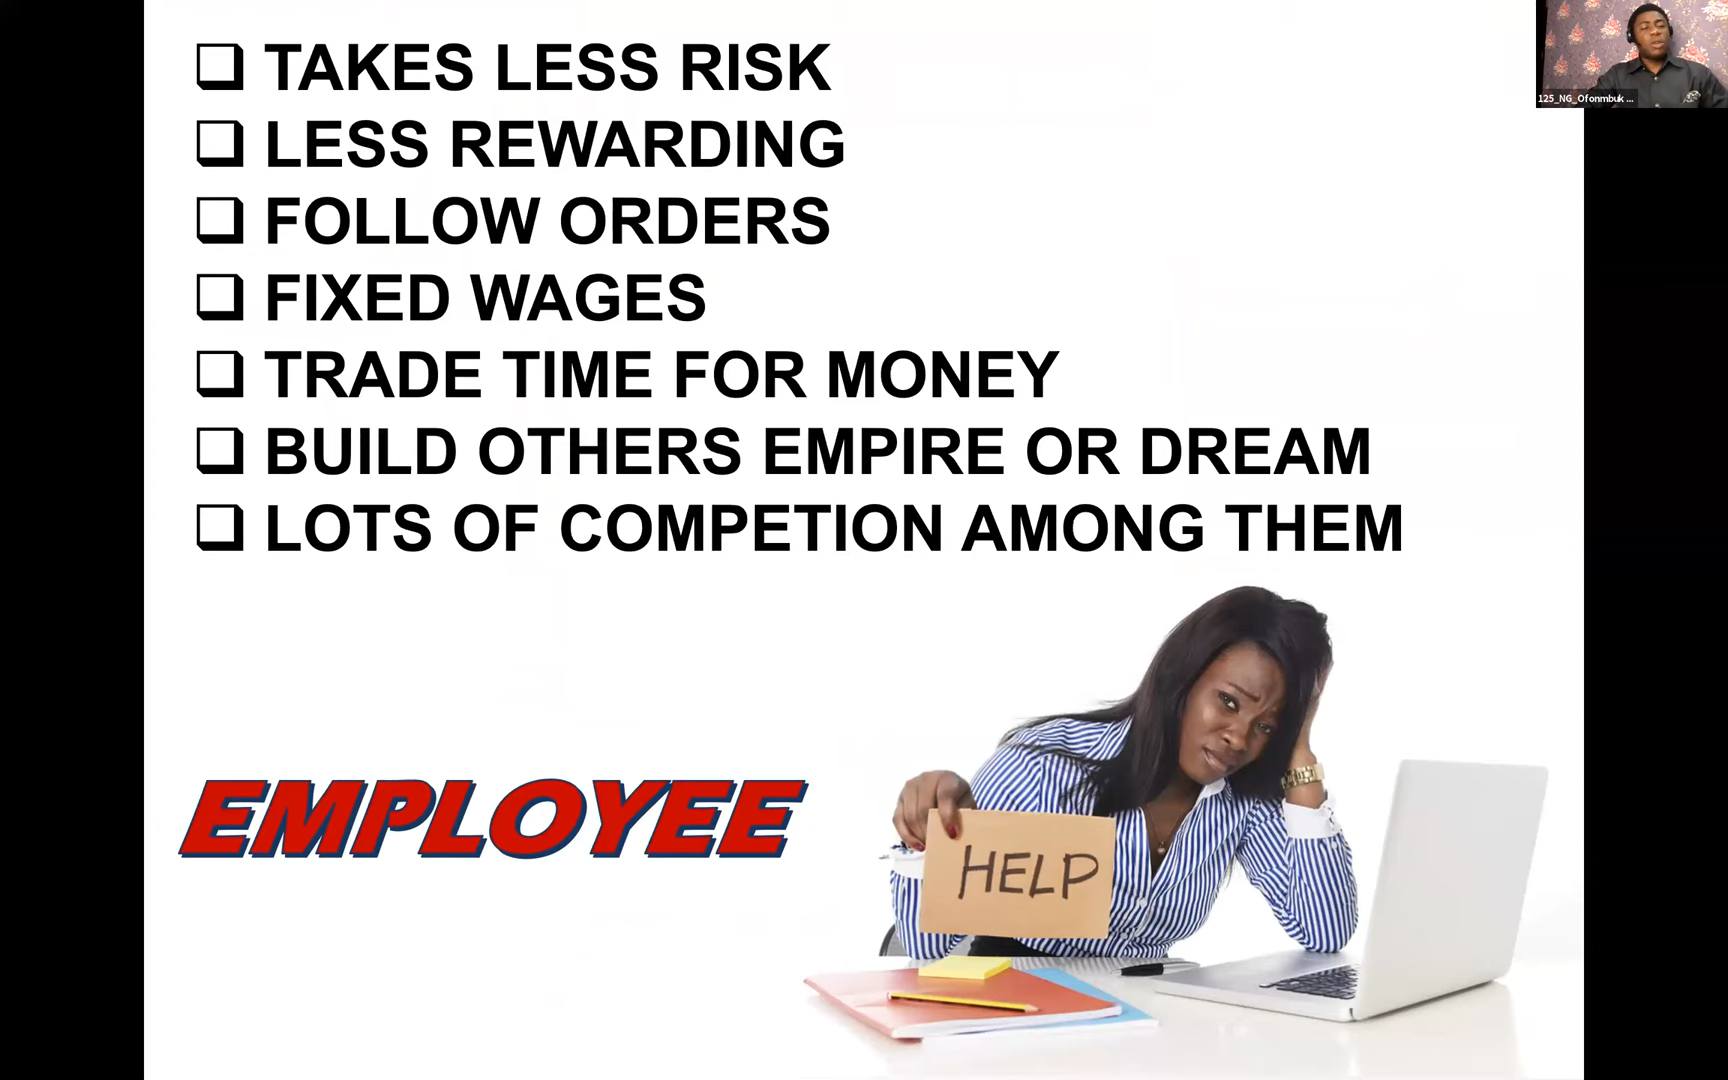 TAKES LESS RISK
LESS REWARDING
FOLLOW ORDERS
FIXED WAGES
TRADE TIME FOR MONEY
BUILD OTHERS EMPIRE OR DREAM
LOTS OF COMPETION AMONG THEM
EMPLOYEE
HELP
125_NG_Ofonmbuk ...